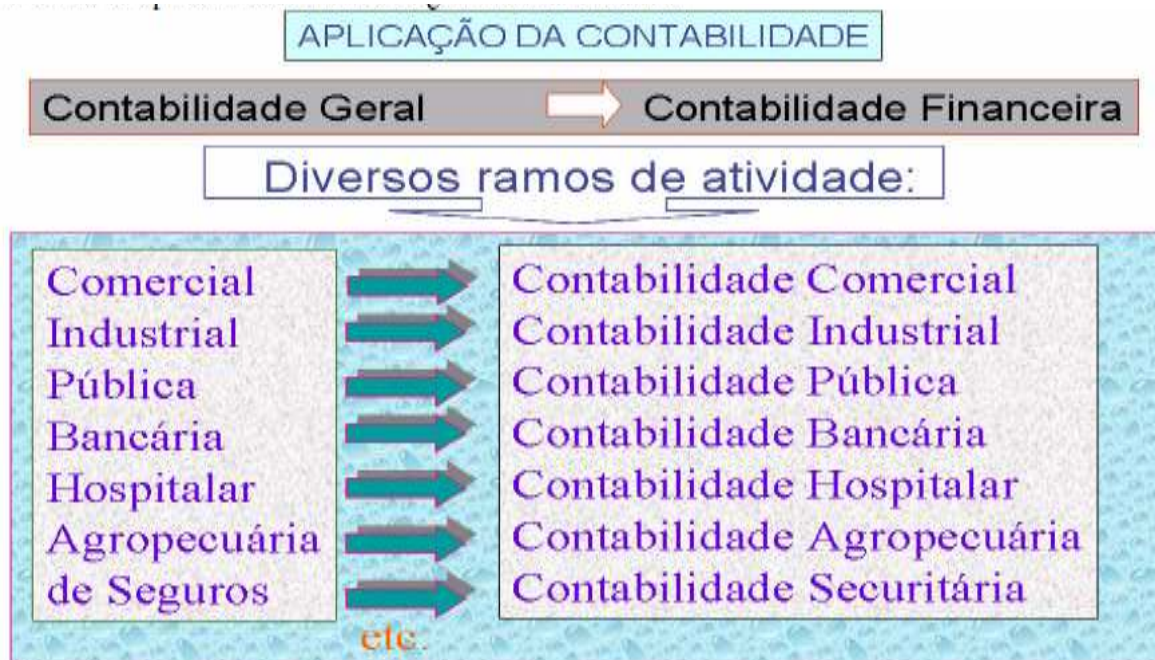 APLICAÇÃO DA CONTABILIDADE
Contabilidade Geral Contabilidade Financeira
Diversos ramos de atividade:
Comercial Contabilidade Comercial
Industrial Contabilidade Industrial
Pública Contabilidade Pública
Bancária Contabilidade Bancária
Hospitalar Contabilidade Hospitalar
Agropecuária Contabilidade Agropecuária
de Seguros Contabilidade Securitária
etc.